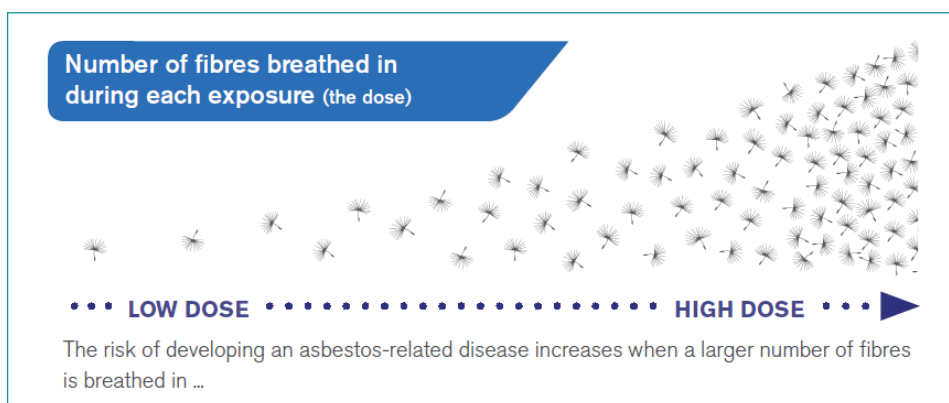 Number of fibres breathed in
during each exposure (the dose)
LOW DOSE
HIGH DOSE
The risk of developing an asbestos-related disease increases when a larger number of fibres
is breathed in ...